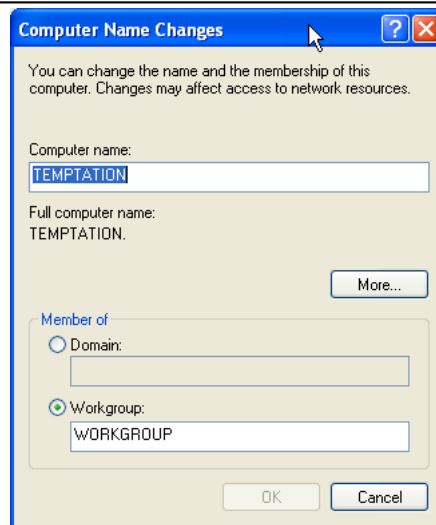 Computer Name Changes
You can change the name and the membership of this
computer. Changes may affect access to network resources.
Computer name:
TEMPTATION
Full computer name:
TEMPTATION.
More...
Member of
Domain:
Workgroup:
WORKGROUP
OK
Cancel